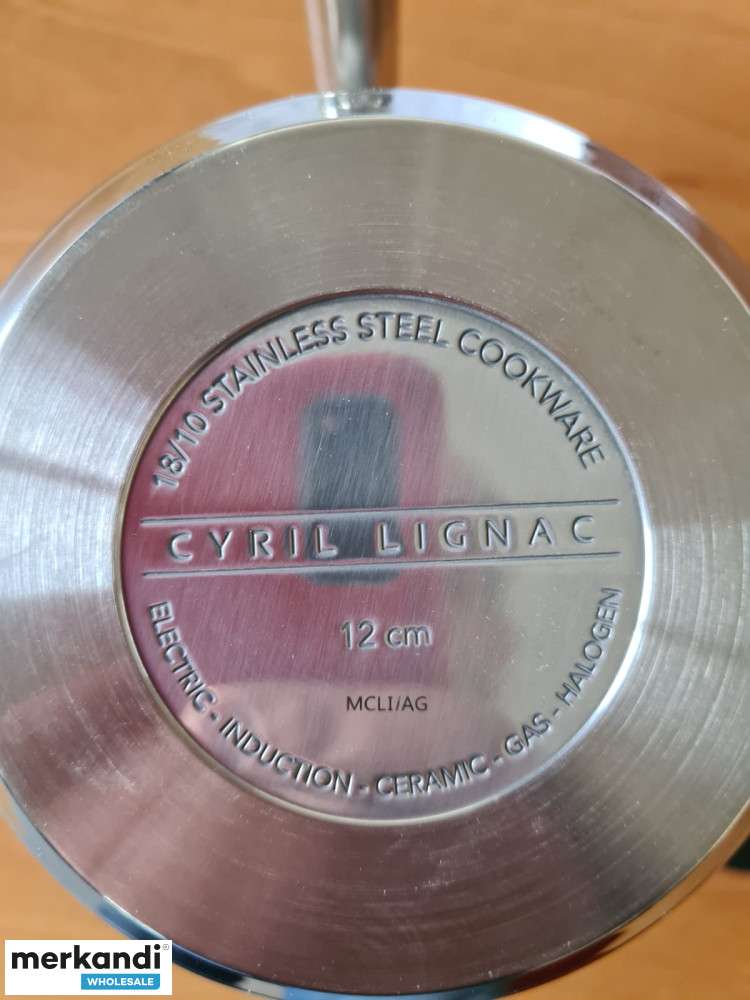 18/10 STAINLESS STEEL COOKWARE
CYRIL LIGNAC
12 cm
MCLI/AG
ELECTRIC - INDUCTION - CERAMIC - GAS - HALOGEN
merkandi®
WHOLESALE